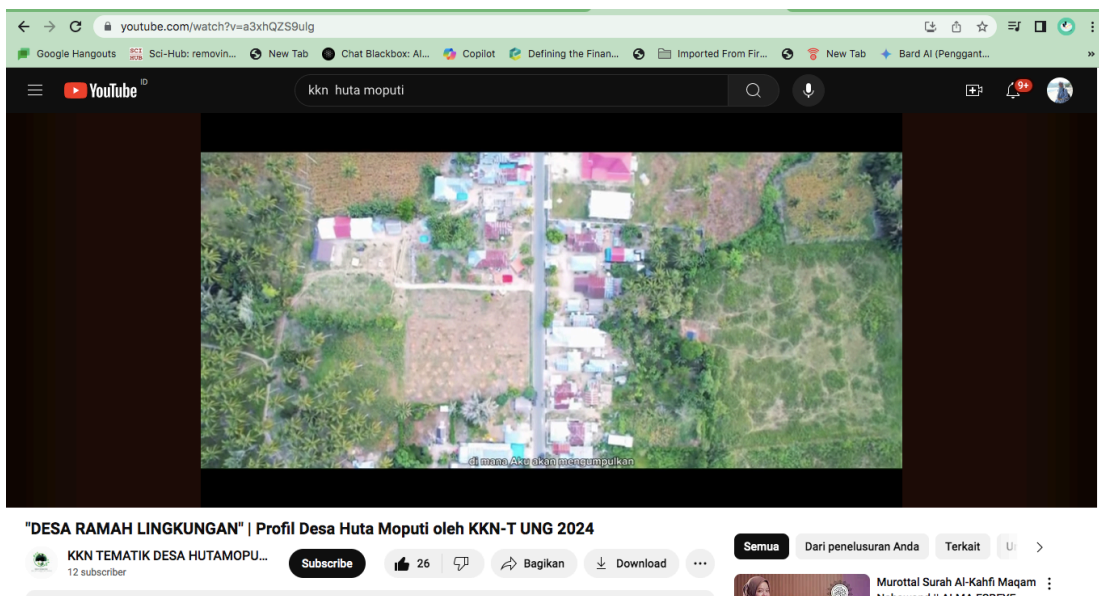 youtube.com/watch?v=a3xhQZS9ulg
Google Hangouts SCI HUB Sci-Hub: removin... New Tab Chat Blackbox: AI... Copilot Defining the Finan... Imported From Fir... New Tab Bard AI (Penggant... »
YouTube ID kkn huta moputi 9+
di mana Aku akan mengumpulkan
"DESA RAMAH LINGKUNGAN" | Profil Desa Huta Moputi oleh KKN-T UNG 2024
KKN TEMATIK DESA HUTAMOPU...
12 subscriber
Subscribe 26 Bagikan Download ...
Semua Dari penelusuran Anda Terkait
Murottal Surah Al-Kahfi Maqam